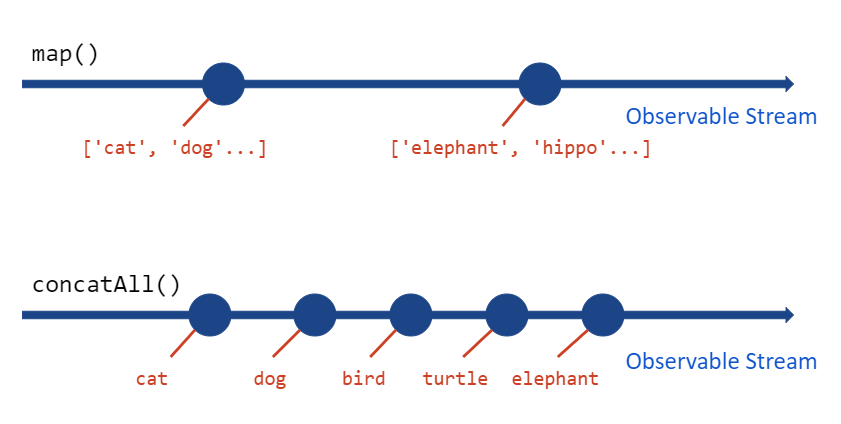 map()
Observable Stream
['cat', 'dog'...]
['elephant', 'hippo'...]
concatAll()
Observable Stream
cat
dog
bird
turtle
elephant